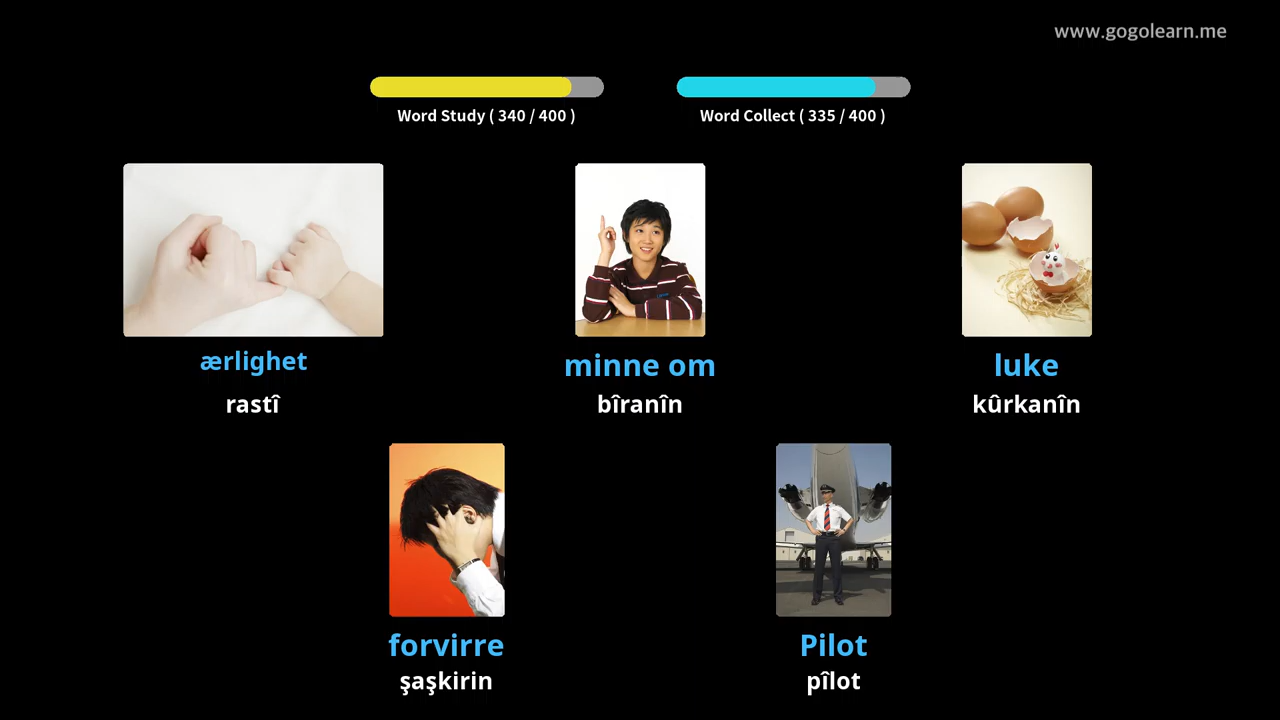 www.gogolearn.me
Word Study ( 340 / 400 )
Word Collect ( 335 / 400 )
ærlighet
rastî
minne om
bîranîn
luke
kûrkanîn
forvirre
şaşkirin
Pilot
pîlot